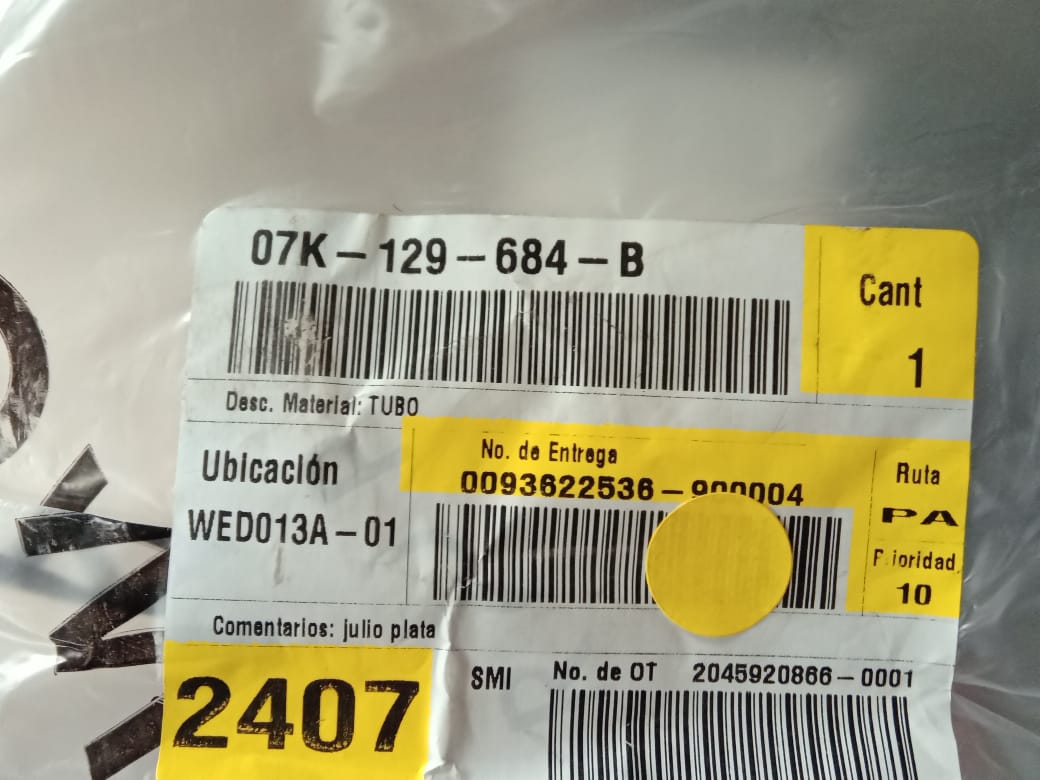 07K-129-684-B
Cant
1
Desc. Material: TUBO
No. de Entrega
0093622536-900004
Ubicación
WED013A-01
Ruta
PA
Prioridad
10
Comentarios: julio plata
2407
SMI
No. de OT 2045920866-0001